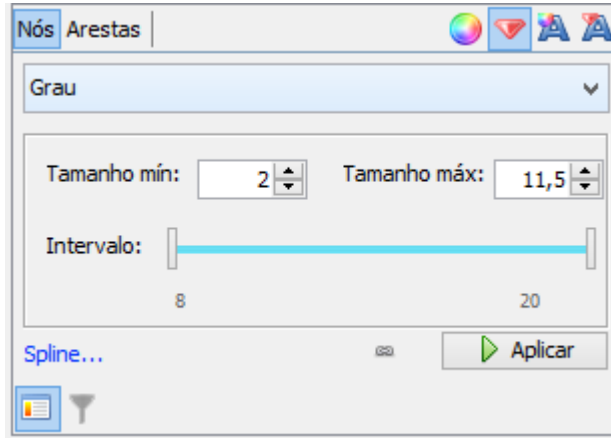 Nós Arestas
Grau
Tamanho mín: 2 Tamanho máx: 11,5
Intervalo:
8 20
Spline... Aplicar